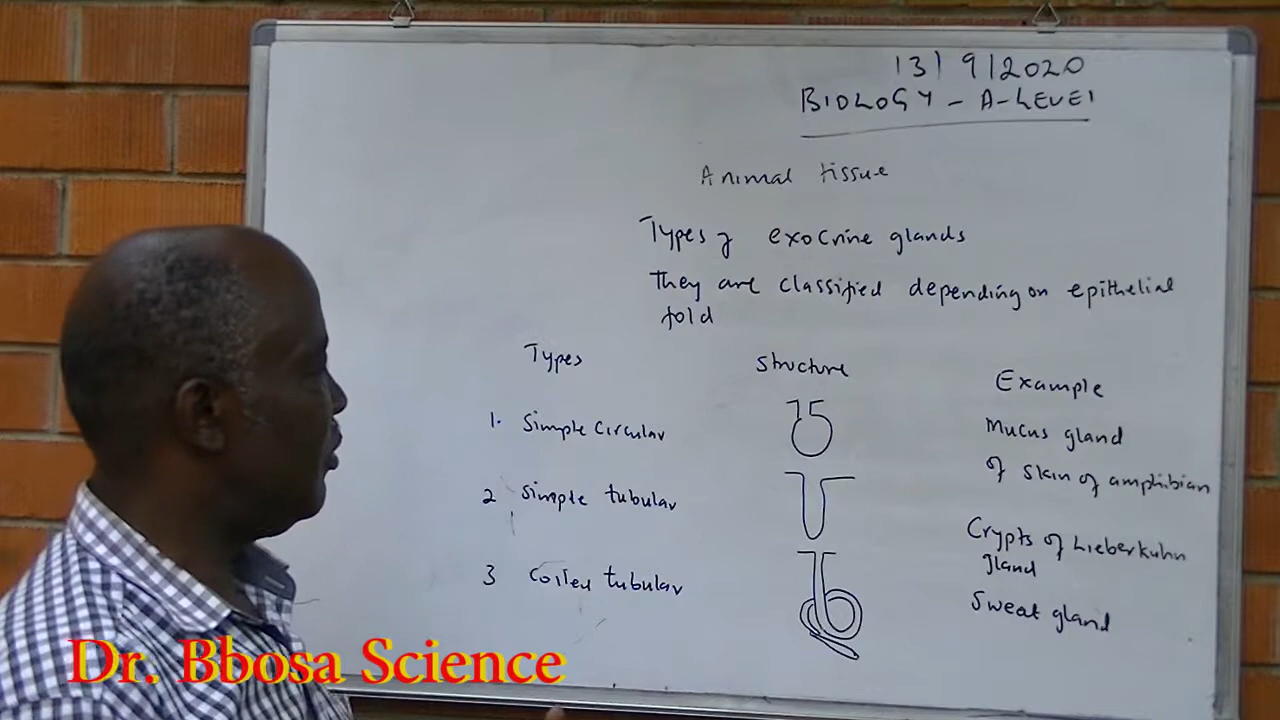 13/9/2020
BIOLOGY - A-LEVEL
Animal tissue
Types of exocrine glands
They are classified depending on epithelial
fold
Types Structure Example
1. Simple circular Mucus gland
of skin of amphibian
2 Simple tubular Crypts of Lieberkuhn
gland
3 Coiled tubular Sweat gland
Dr. Bbosa Science